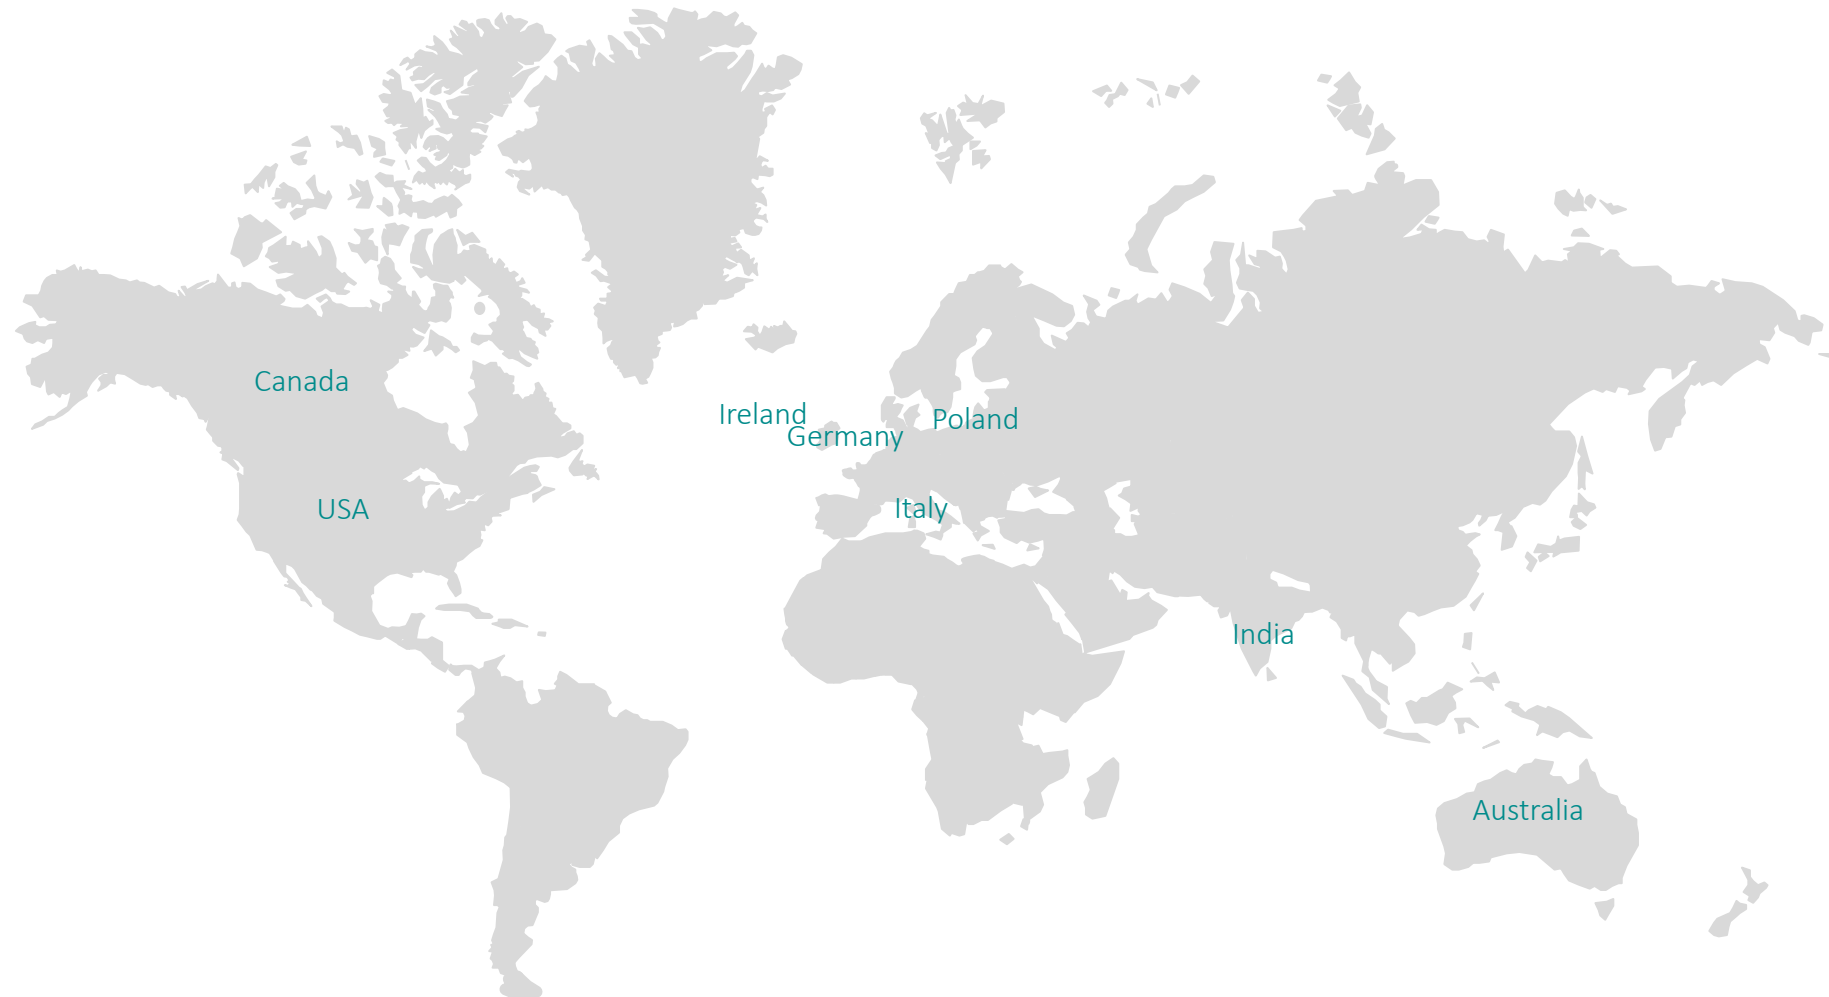 Canada
Ireland
Poland
Germany
USA
Italy
India
Australia